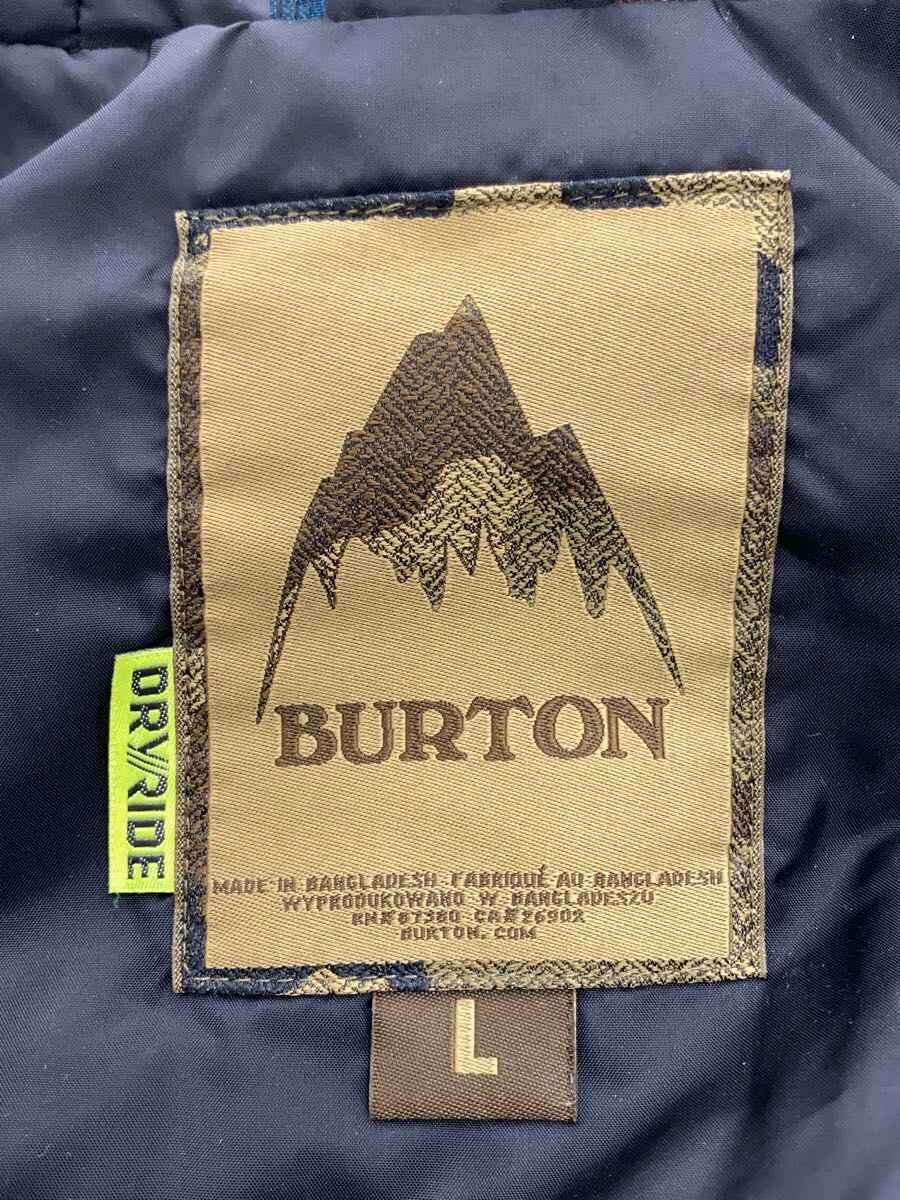 BURTON
DRY//RIDE
MADE IN BANGLADESH FABRIQUÉ AU BANGLADESH
WYPRODUKOWANO W BANGLADESZU
RN#87380 CA#26902
BURTON.COM
L